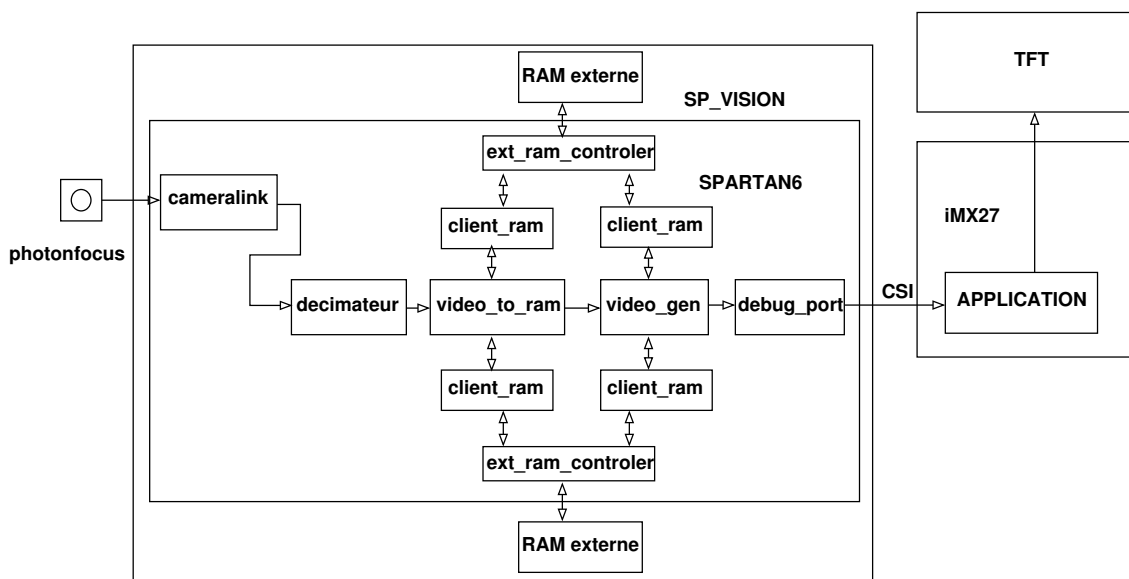 RAM externe
TFT
SP_VISION
ext_ram_controler
SPARTAN6
cameralink
client_ram
client_ram
iMX27
photonfocus
decimateur
video_to_ram
video_gen
debug_port
CSI
APPLICATION
client_ram
client_ram
ext_ram_controler
RAM externe